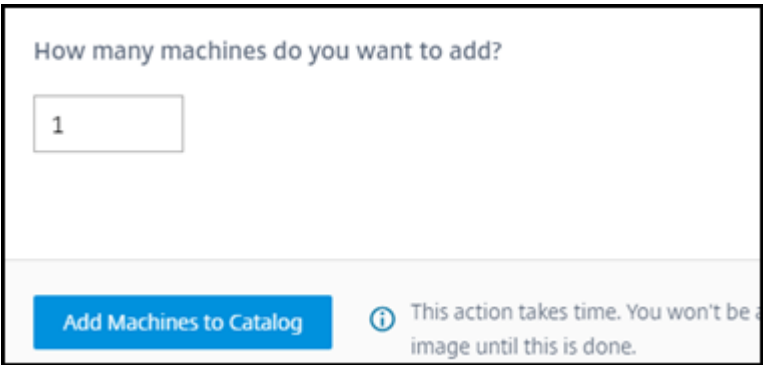 How many machines do you want to add?
1
Add Machines to Catalog
This action takes time. You won't be
image until this is done.